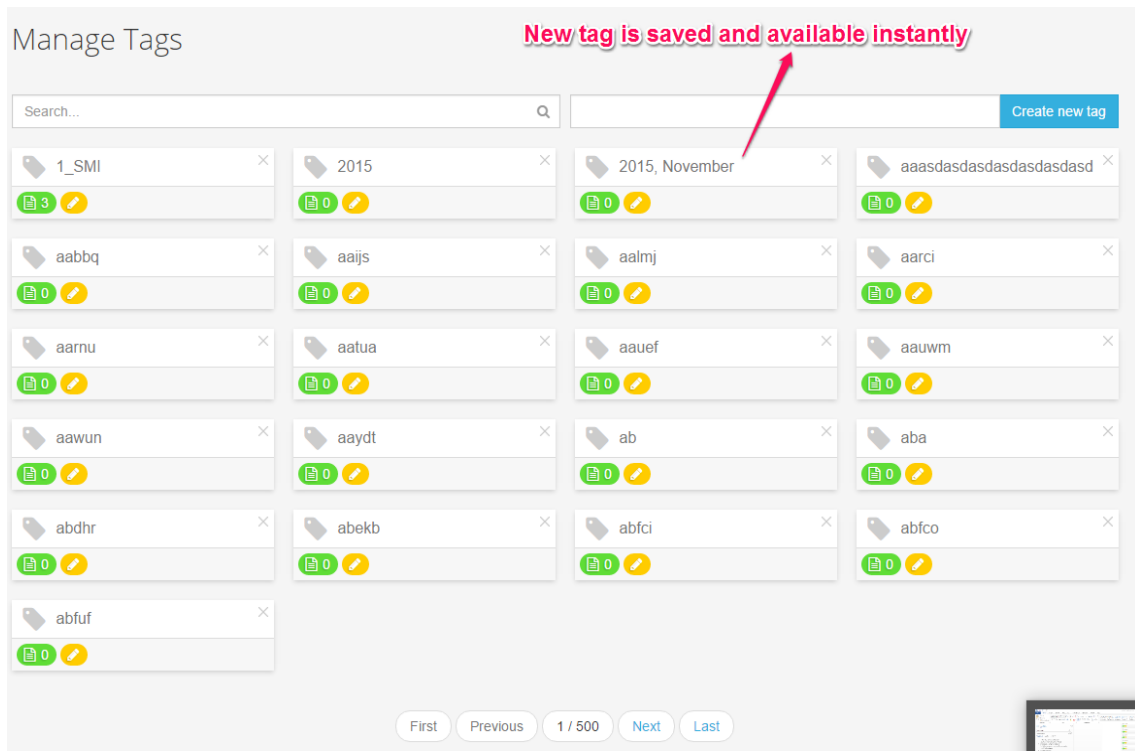 Manage Tags
New tag is saved and available instantly
Search...
Create new tag
1_SMI
2015
2015, November
aaasdasdasdasdasdasdasd
3
0
0
0
aabbq
aaijs
aalmj
aarci
0
0
0
0
aarnu
aatua
aauef
aauwm
0
0
0
0
aawun
aaydt
ab
aba
0
0
0
0
abdhr
abekb
abfci
abfco
0
0
0
0
abfuf
0
First
Previous
1 / 500
Next
Last